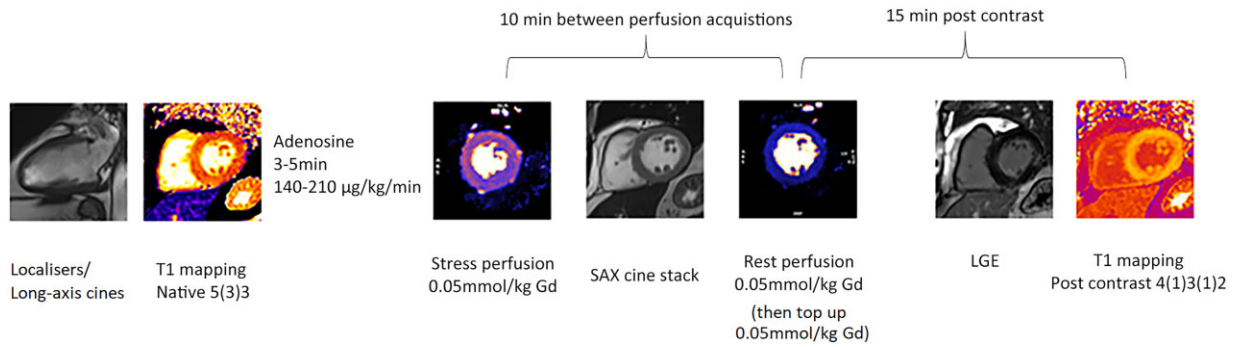 10 min between perfusion acquistions
15 min post contrast
Adenosine
3-5min
140-210 µg/kg/min
Localisers/
Long-axis cines
T1 mapping
Native 5(3)3
Stress perfusion
0.05mmol/kg Gd
SAX cine stack
Rest perfusion
0.05mmol/kg Gd
(then top up
0.05mmol/kg Gd)
LGE
T1 mapping
Post contrast 4(1)3(1)2